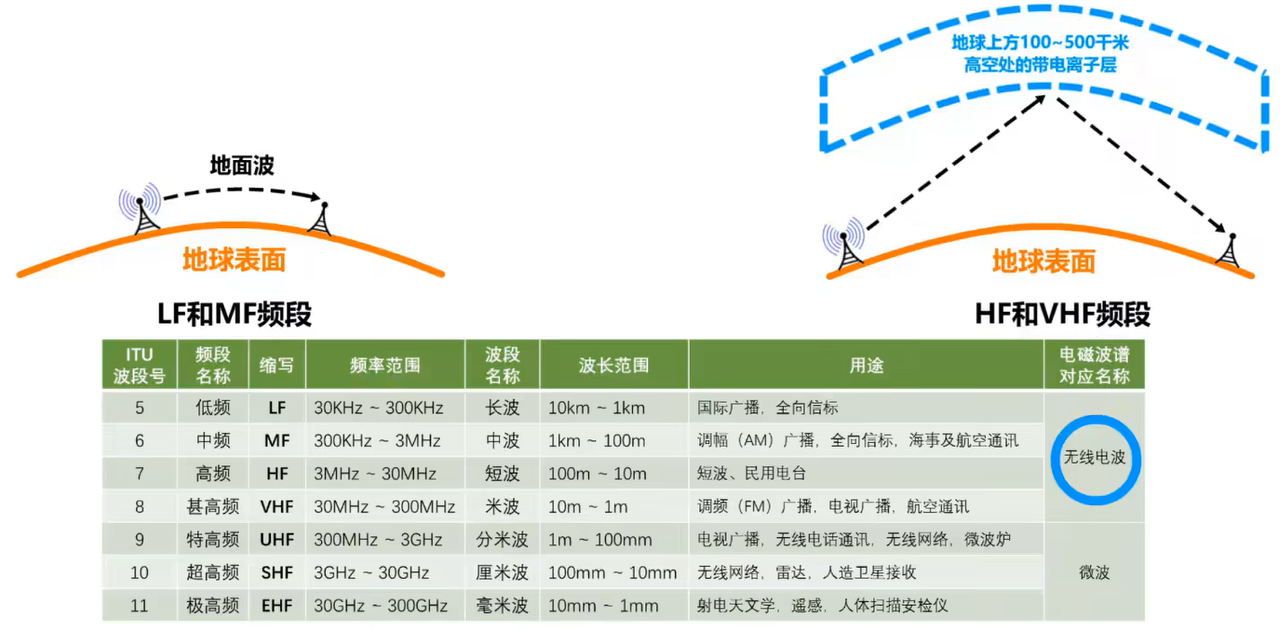 地球上方100~500干米
高空处的带电离子层
地面波
地球表面
地球表面
LF和MF频段
HF和VHF频段
ITU 波段号 频段名称 缩写 频率范围 波段名称 波长范围 用途 电磁波谱对应名称
5 低频 LF 30KHz ~ 300KHz 长波 10km ~ 1km 国际广播，全向信标
6 中频 MF 300KHz ~ 3MHz 中波 1km ~ 100m 调幅（AM）广播，全向信标，海事及航空通讯
7 高频 HF 3MHz ~ 30MHz 短波 100m ~ 10m 短波、民用电台
无线电波
8 甚高频 VHF 30MHz ~ 300MHz 米波 10m ~ 1m 调频（FM）广播，电视广播，航空通讯
9 特高频 UHF 300MHz ~ 3GHz 分米波 1m ~ 100mm 电视广播，无线电话通讯，无线网络，微波炉
10 超高频 SHF 3GHz ~ 30GHz 厘米波 100mm ~ 10mm 无线网络，雷达，人造卫星接收
微波
11 极高频 EHF 30GHz ~ 300GHz 毫米波 10mm ~ 1mm 射电天文学，遥感，人体扫描安检仪